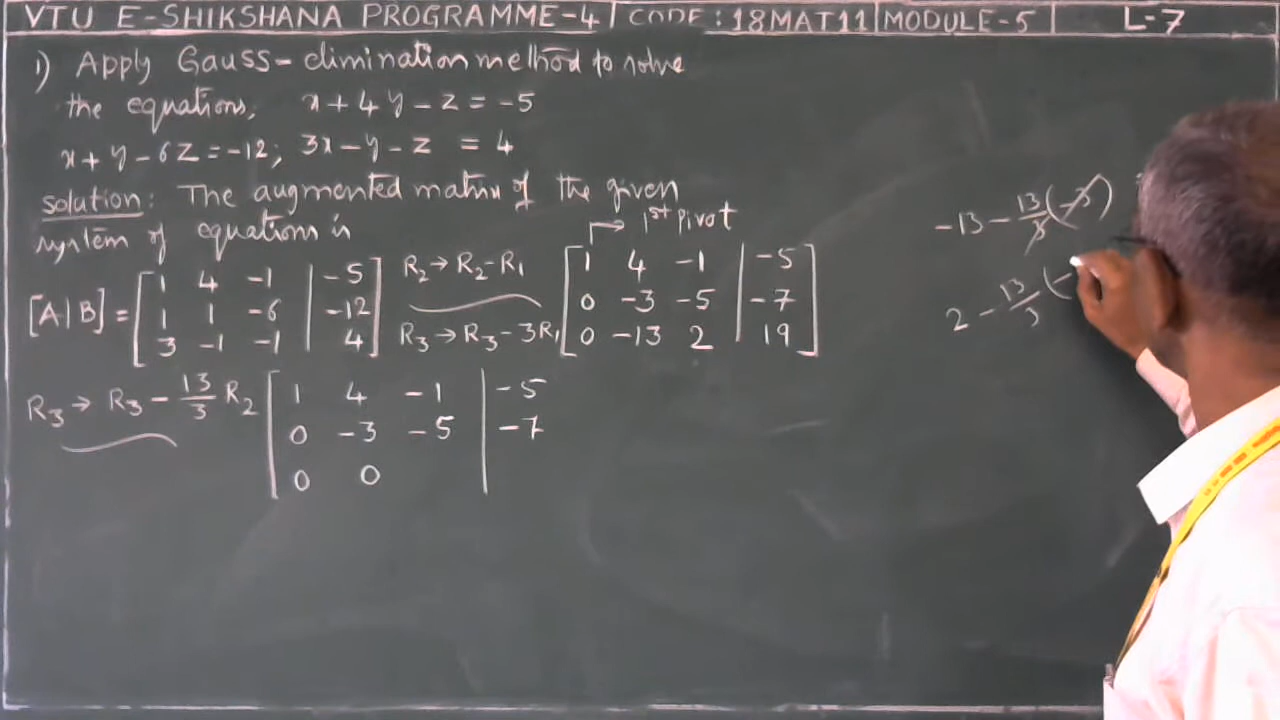 VTU E-SHIKSHANA PROGRAMME-4 | CODE : 18MAT11 | MODULE-5 | L-7
1) Apply Gauss-elimination method to solve
the equations, x + 4y - z = -5
x + y - 6z = -12; 3x - y - z = 4
Solution: The augmented matrix of the given
system of equations is
1st pivot
[A|B] = [1 4 -1 | -5
1 1 -6 | -12
3 -1 -1 | 4]
R2 → R2 - R1
R3 → R3 - 3R1
[1 4 -1 | -5
0 -3 -5 | -7
0 -13 2 | 19]
R3 → R3 - 13/3 R2
[1 4 -1 | -5
0 -3 -5 | -7
0 0 |
-13 - 13/3 (-3)
2 - 13/3 (-